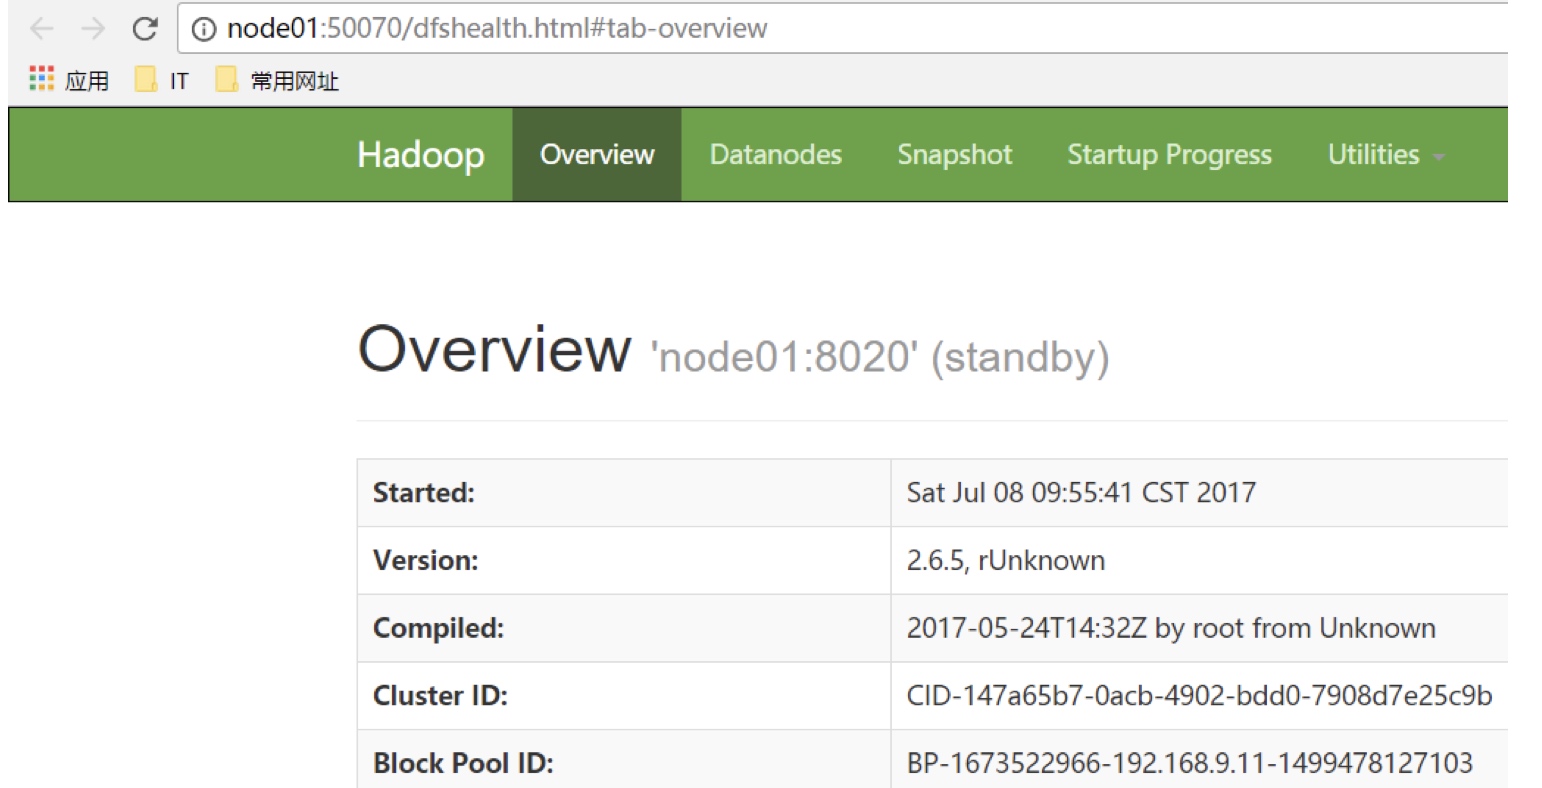 node01:50070/dfshealth.html#tab-overview
应用 IT 常用网址
Hadoop Overview Datanodes Snapshot Startup Progress Utilities
Overview 'node01:8020' (standby)
Started: Sat Jul 08 09:55:41 CST 2017
Version: 2.6.5, rUnknown
Compiled: 2017-05-24T14:32Z by root from Unknown
Cluster ID: CID-147a65b7-0acb-4902-bdd0-7908d7e25c9b
Block Pool ID: BP-1673522966-192.168.9.11-1499478127103